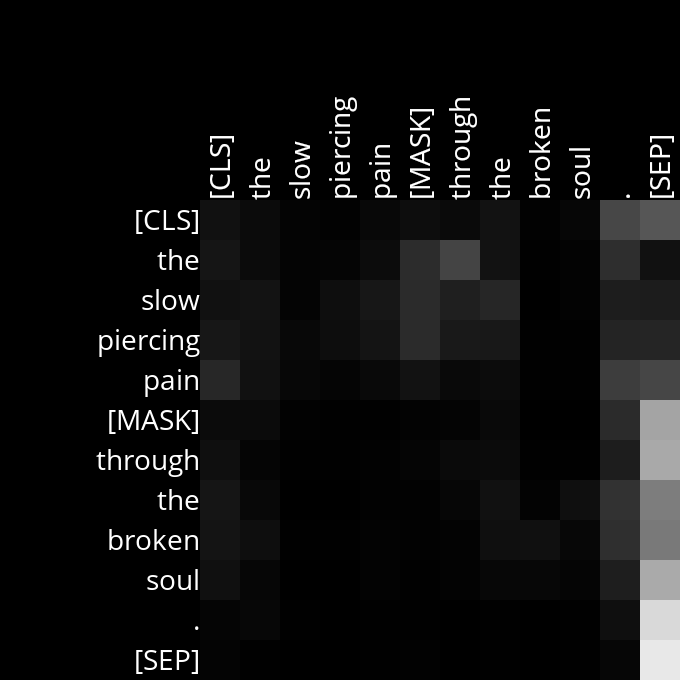 [CLS] the slow piercing pain [MASK] through the broken soul . [SEP]
[CLS]
the
slow
piercing
pain
[MASK]
through
the
broken
soul
.
[SEP]